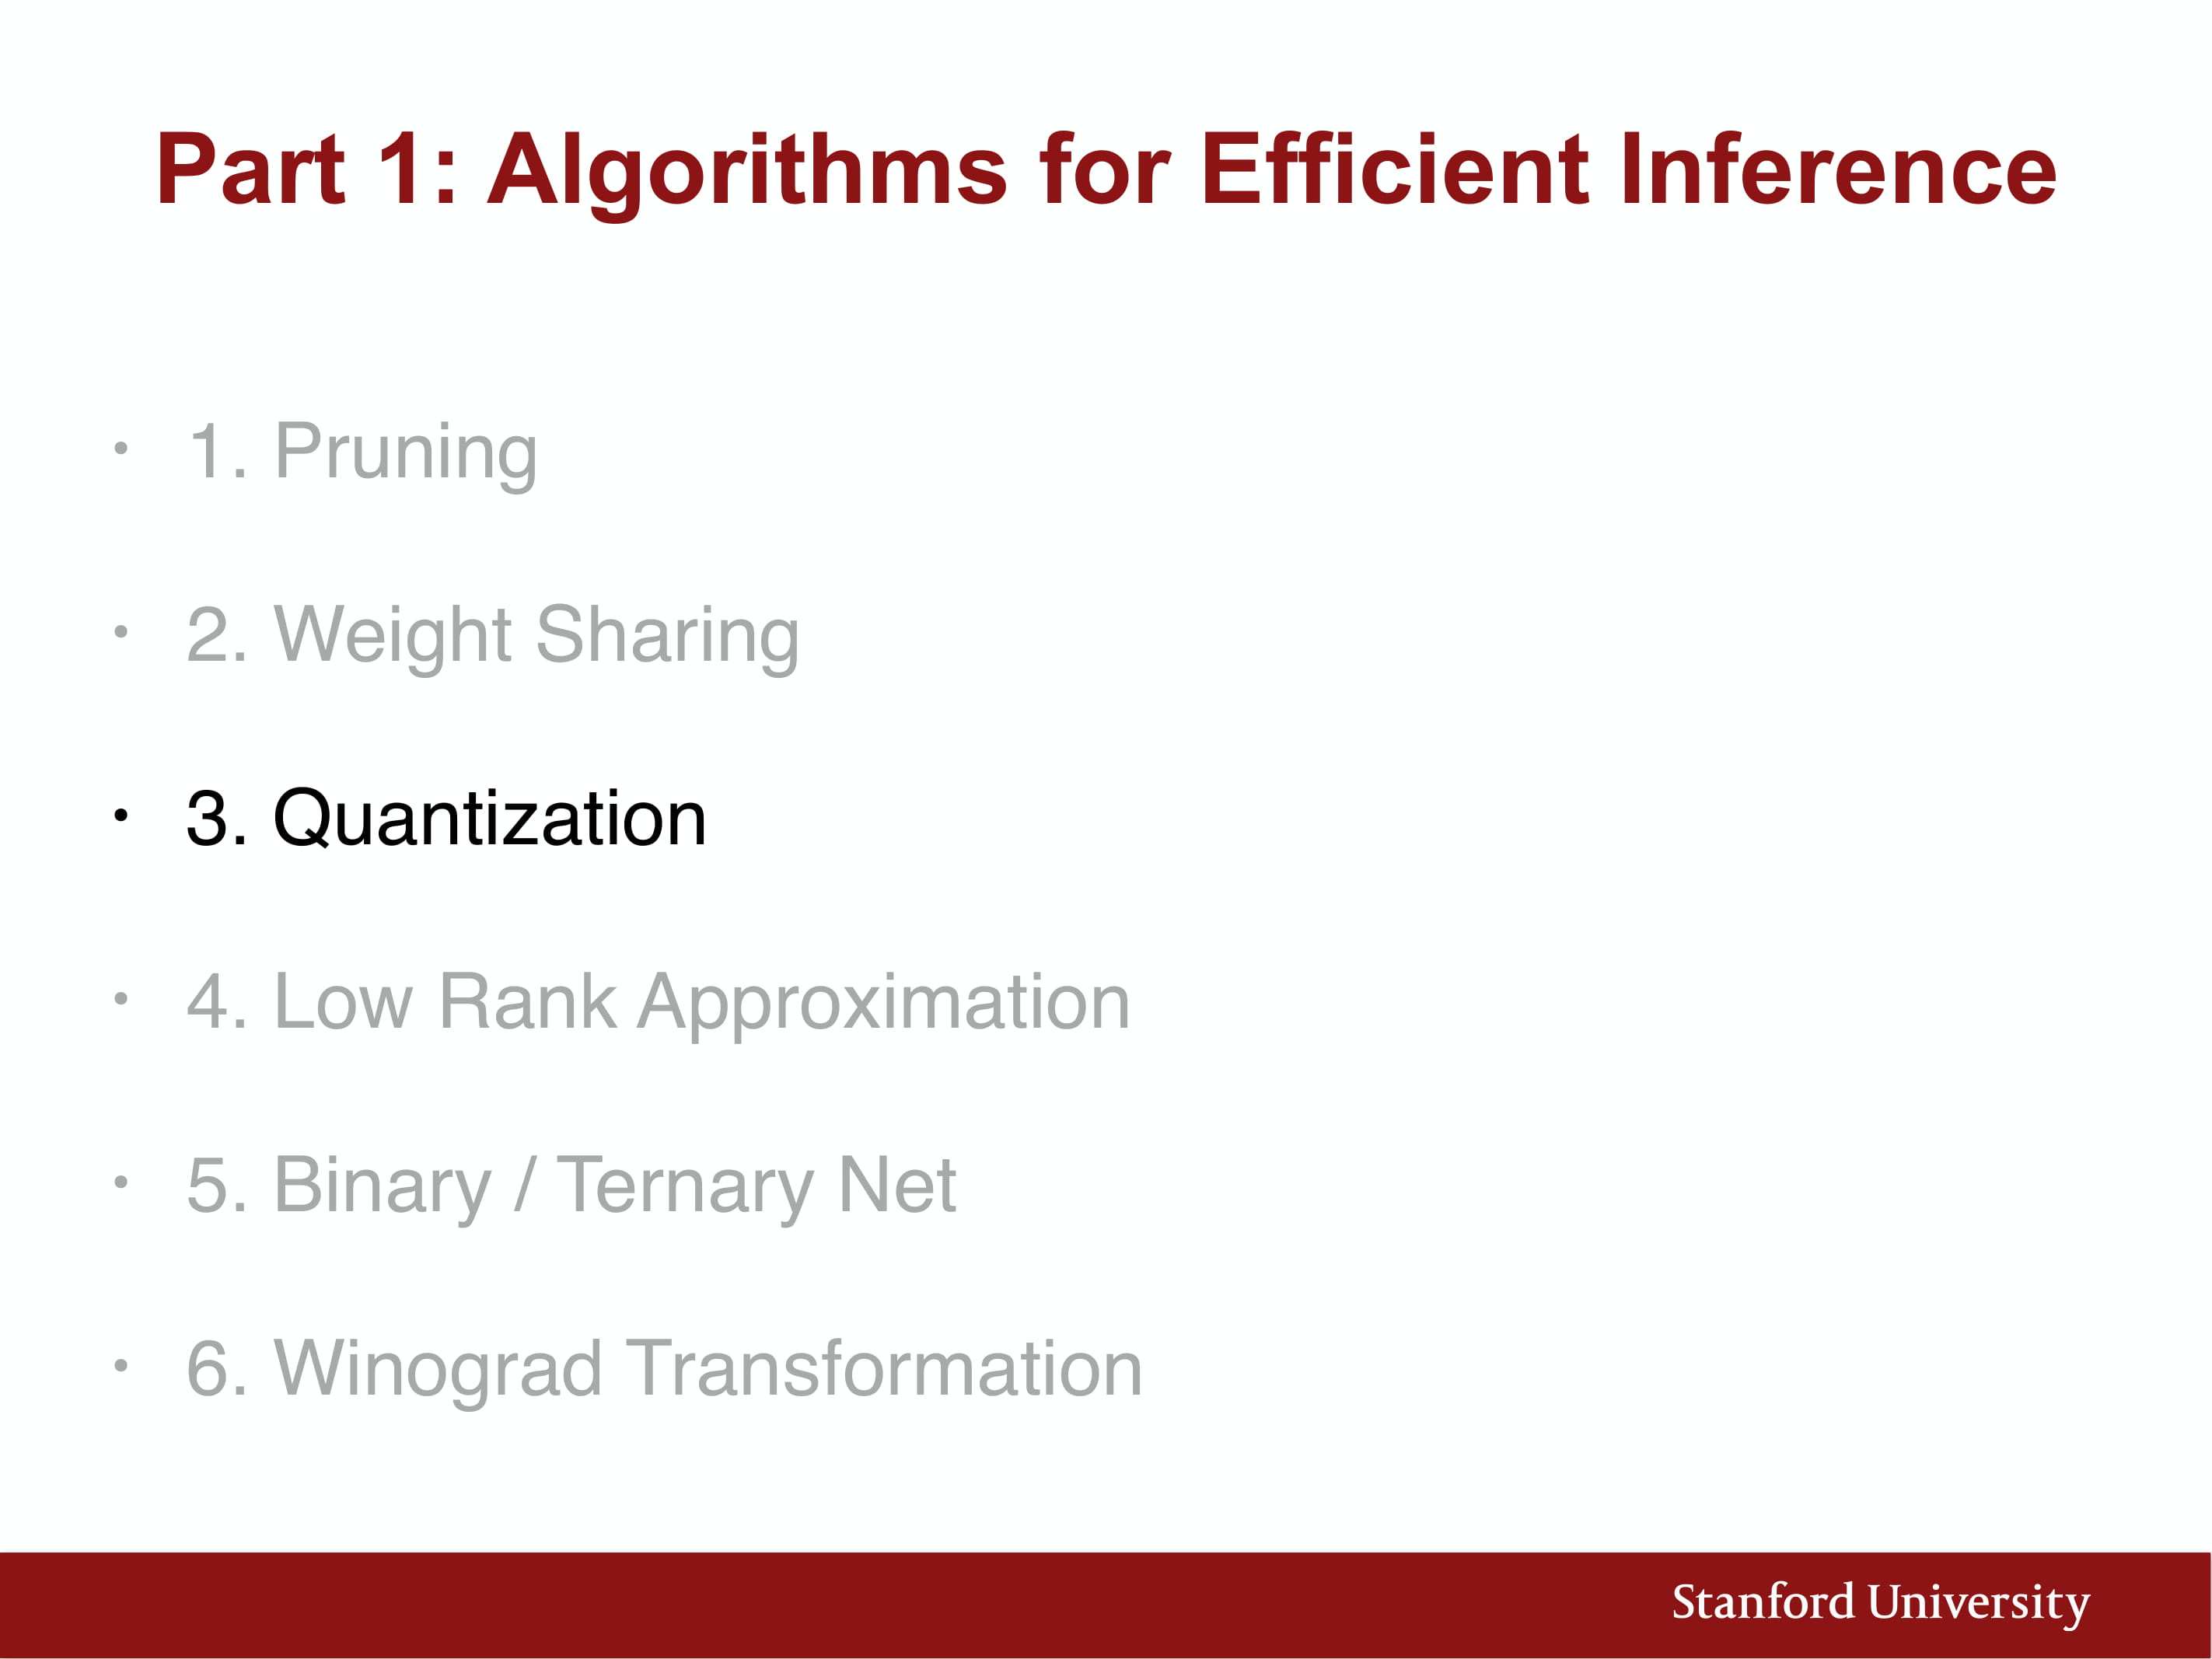 Part 1: Algorithms for Efficient Inference
• 1. Pruning
• 2. Weight Sharing
• 3. Quantization
• 4. Low Rank Approximation
• 5. Binary / Ternary Net
• 6. Winograd Transformation
Stanford University